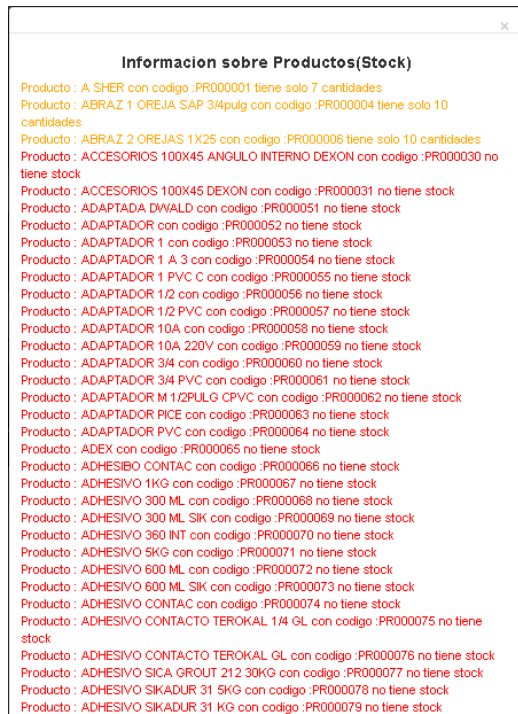 ×
Informacion sobre Productos(Stock)
Producto : A SHER con codigo :PR000001 tiene solo 7 cantidades
Producto : ABRAZ 1 OREJA SAP 3/4pulg con codigo :PR000004 tiene solo 10
cantidades
Producto : ABRAZ 2 OREJAS 1X25 con codigo :PR000006 tiene solo 10 cantidades
Producto : ACCESORIOS 100X45 ANGULO INTERNO DEXON con codigo :PR000030 no
tiene stock
Producto : ACCESORIOS 100X45 DEXON con codigo :PR000031 no tiene stock
Producto : ADAPTADA DWALD con codigo :PR000051 no tiene stock
Producto : ADAPTADOR con codigo :PR000052 no tiene stock
Producto : ADAPTADOR 1 con codigo :PR000053 no tiene stock
Producto : ADAPTADOR 1 A 3 con codigo :PR000054 no tiene stock
Producto : ADAPTADOR 1 PVC C con codigo :PR000055 no tiene stock
Producto : ADAPTADOR 1/2 con codigo :PR000056 no tiene stock
Producto : ADAPTADOR 1/2 PVC con codigo :PR000057 no tiene stock
Producto : ADAPTADOR 10A con codigo :PR000058 no tiene stock
Producto : ADAPTADOR 10A 220V con codigo :PR000059 no tiene stock
Producto : ADAPTADOR 3/4 con codigo :PR000060 no tiene stock
Producto : ADAPTADOR 3/4 PVC con codigo :PR000061 no tiene stock
Producto : ADAPTADOR M 1/2PULG CPVC con codigo :PR000062 no tiene stock
Producto : ADAPTADOR PICE con codigo :PR000063 no tiene stock
Producto : ADAPTADOR PVC con codigo :PR000064 no tiene stock
Producto : ADEX con codigo :PR000065 no tiene stock
Producto : ADHESIBO CONTAC con codigo :PR000066 no tiene stock
Producto : ADHESIVO 1KG con codigo :PR000067 no tiene stock
Producto : ADHESIVO 300 ML con codigo :PR000068 no tiene stock
Producto : ADHESIVO 300 ML SIK con codigo :PR000069 no tiene stock
Producto : ADHESIVO 360 INT con codigo :PR000070 no tiene stock
Producto : ADHESIVO 5KG con codigo :PR000071 no tiene stock
Producto : ADHESIVO 600 ML con codigo :PR000072 no tiene stock
Producto : ADHESIVO 600 ML SIK con codigo :PR000073 no tiene stock
Producto : ADHESIVO CONTAC con codigo :PR000074 no tiene stock
Producto : ADHESIVO CONTACTO TEROKAL 1/4 GL con codigo :PR000075 no tiene
stock
Producto : ADHESIVO CONTACTO TEROKAL GL con codigo :PR000076 no tiene stock
Producto : ADHESIVO SICA GROUT 212 30KG con codigo :PR000077 no tiene stock
Producto : ADHESIVO SIKADUR 31 5KG con codigo :PR000078 no tiene stock
Producto : ADHESIVO SIKADUR 31 KG con codigo :PR000079 no tiene stock